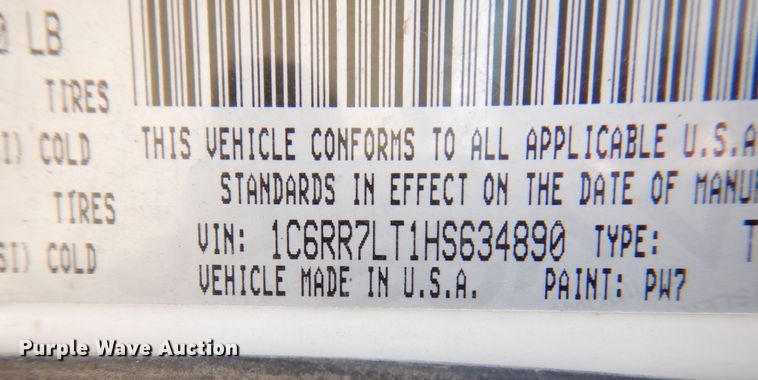 LB
TIRES
COLD
TIRES
COLD
THIS VEHICLE CONFORMS TO ALL APPLICABLE U.S.A
STANDARDS IN EFFECT ON THE DATE OF
VIN: 1C6RR7LT1HS634890 TYPE: T
VEHICLE MADE IN U.S.A. PAINT: PW7
Purple Wave Auction